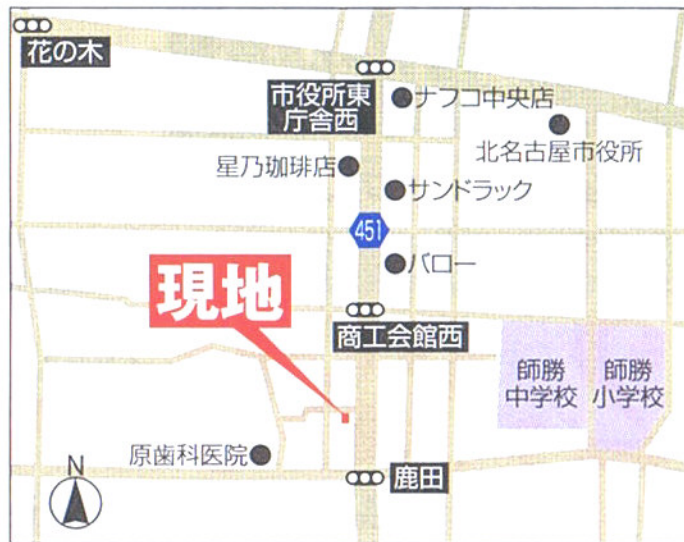 花の木
市役所東
庁舎西
ナフコ中央店
北名古屋市役所
星乃珈琲店
サンドラック
451
バロー
現地
商工会館西
師勝
中学校
師勝
小学校
原歯科医院
鹿田
N